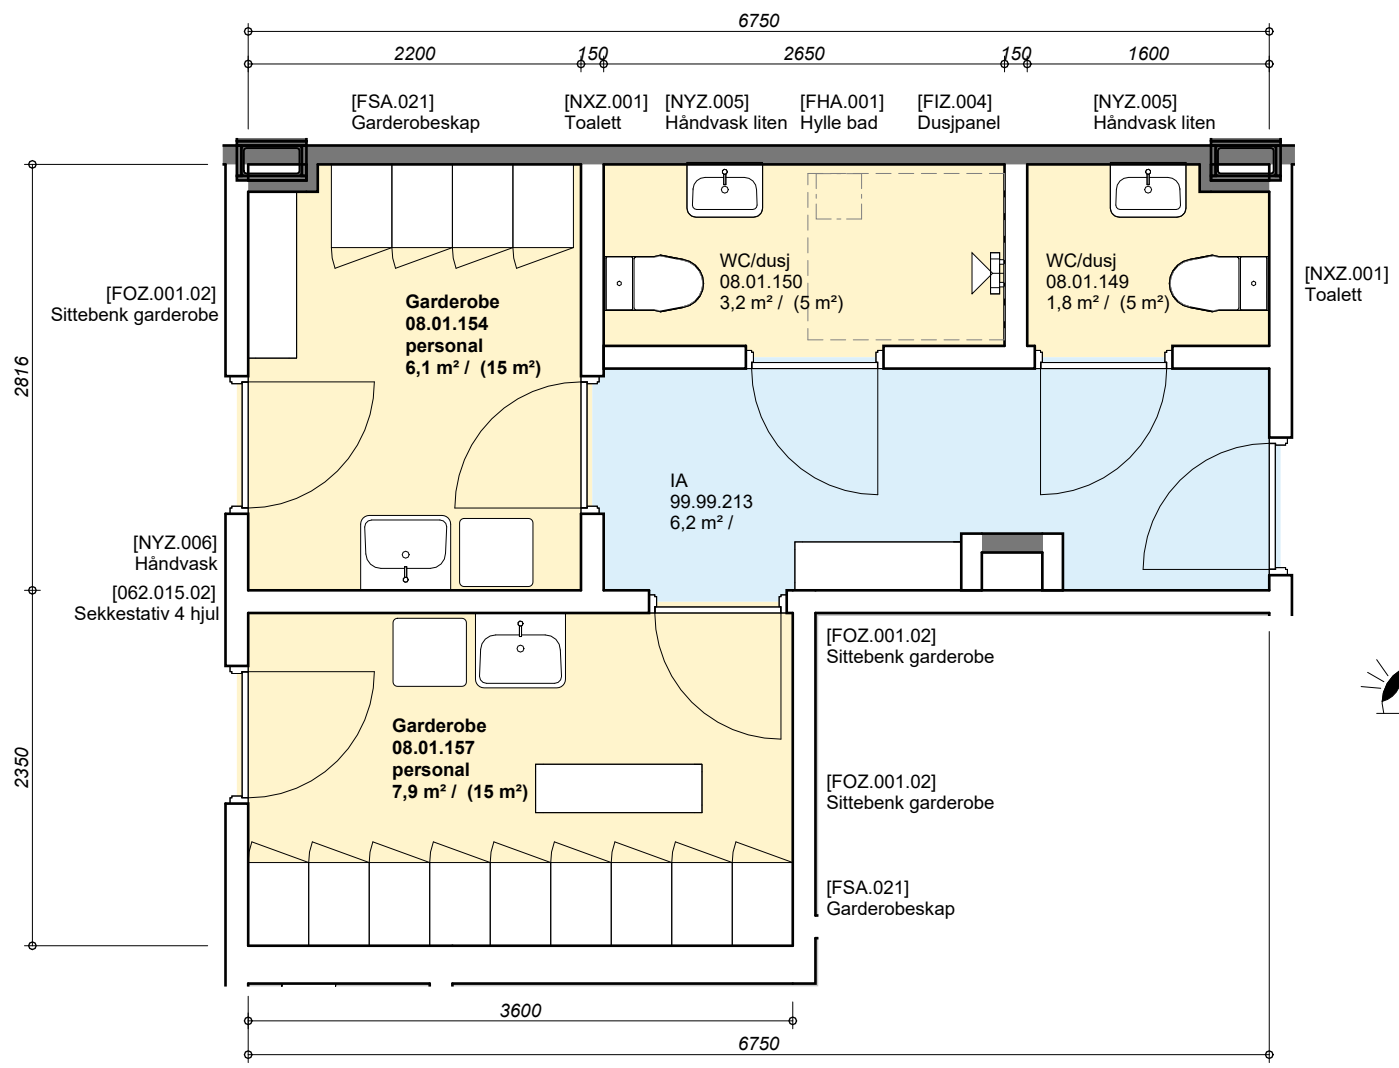 6750
2200 150 2650 150 1600
[FSA.021]
Garderobeskap
[NXZ.001]
Toalett
[NYZ.005]
Håndvask liten
[FHA.001]
Hylle bad
[FIZ.004]
Dusjpanel
[NYZ.005]
Håndvask liten
[FOZ.001.02]
Sittebenk garderobe
2816
Garderobe
08.01.154
personal
6,1 m² / (15 m²)
WC/dusj
08.01.150
3,2 m² / (5 m²)
WC/dusj
08.01.149
1,8 m² / (5 m²)
[NXZ.001]
Toalett
IA
99.99.213
6,2 m² /
[NYZ.006]
Håndvask
[062.015.02]
Sekkestativ 4 hjul
[FOZ.001.02]
Sittebenk garderobe
2350
Garderobe
08.01.157
personal
7,9 m² / (15 m²)
[FOZ.001.02]
Sittebenk garderobe
[FSA.021]
Garderobeskap
3600
6750